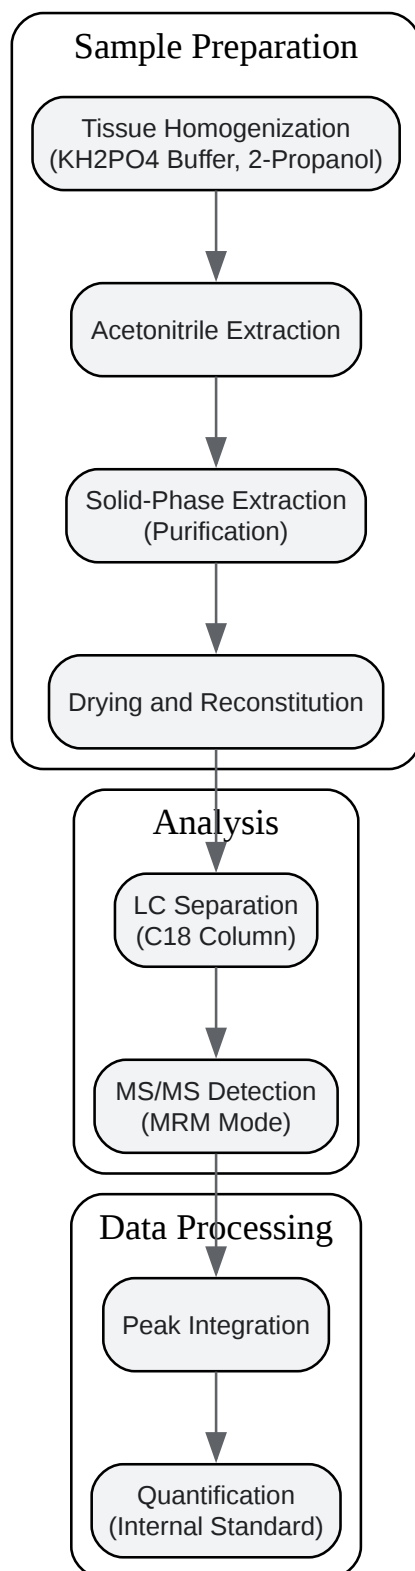 Sample Preparation
Tissue Homogenization
(KH2PO4 Buffer, 2-Propanol)
Acetonitrile Extraction
Solid-Phase Extraction
(Purification)
Drying and Reconstitution
Analysis
LC Separation
(C18 Column)
MS/MS Detection
(MRM Mode)
Data Processing
Peak Integration
Quantification
(Internal Standard)